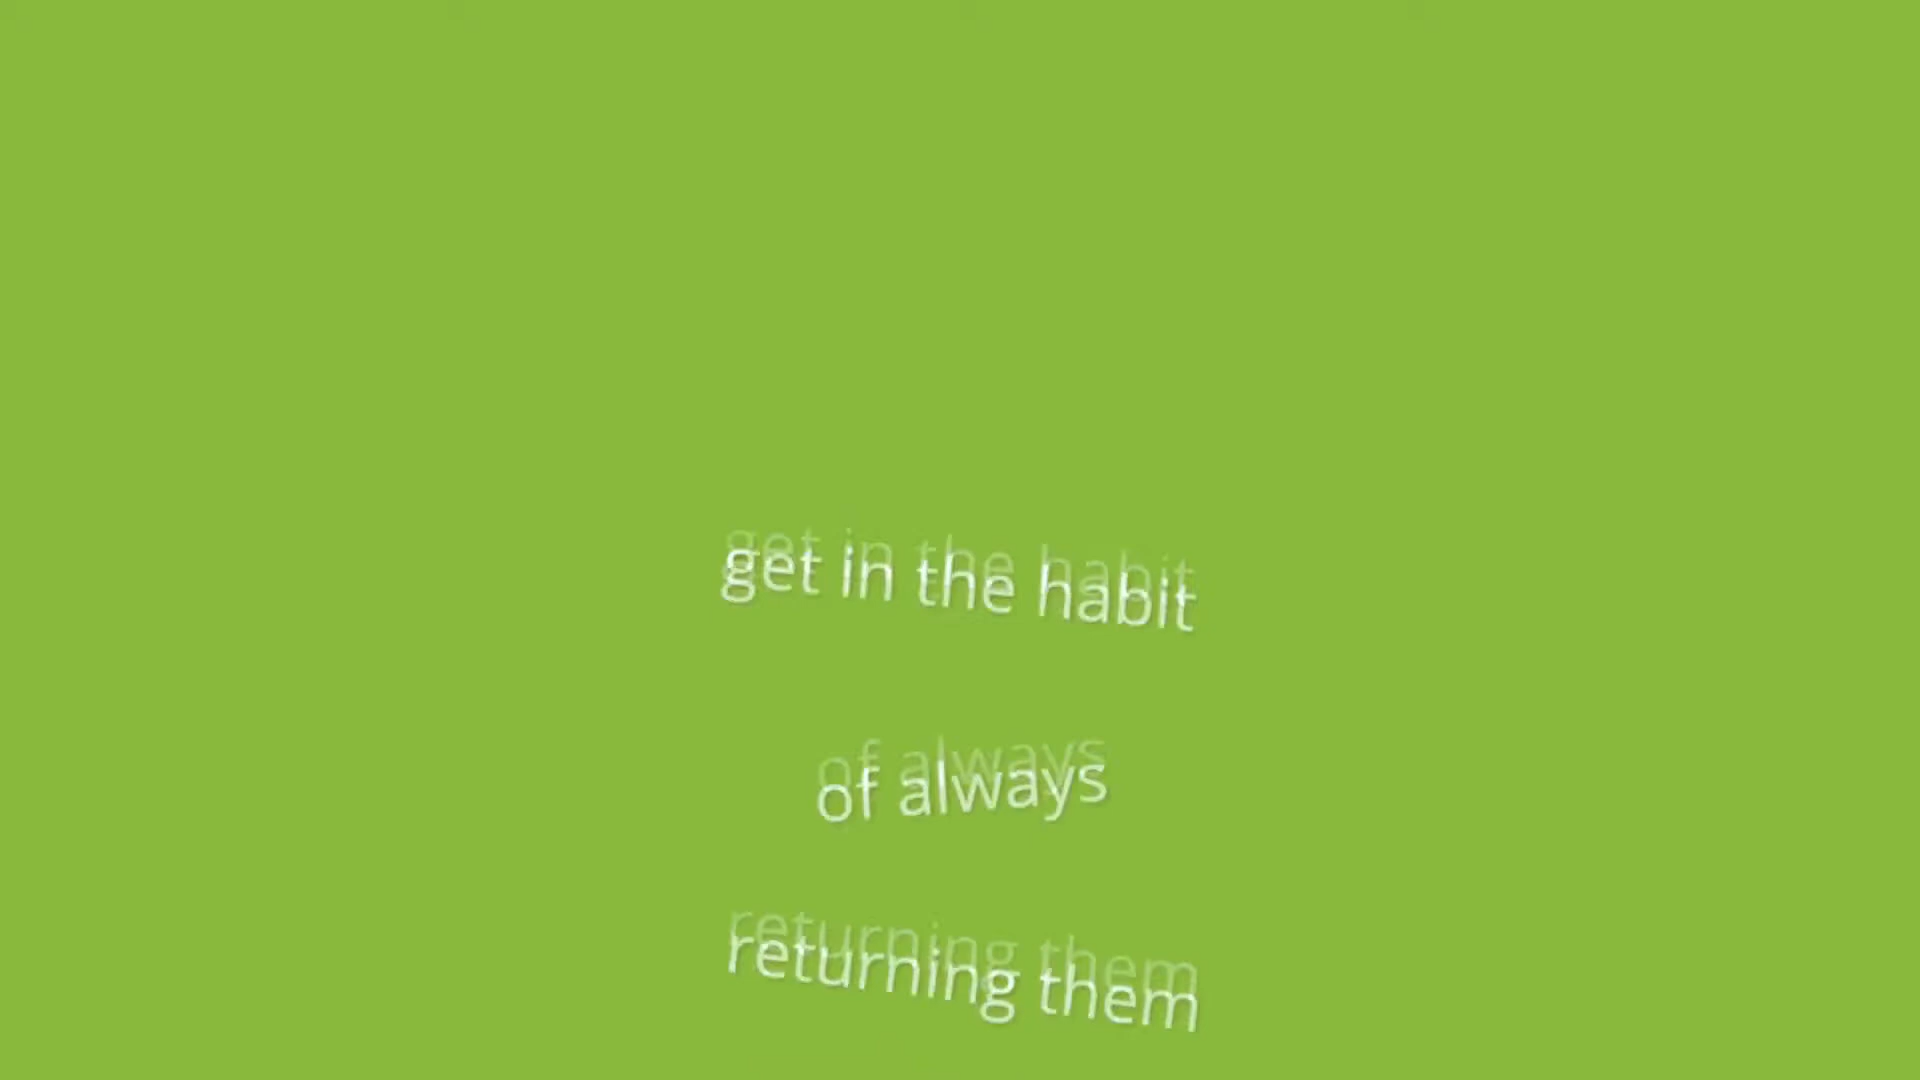 get in the habit
of always
returning them